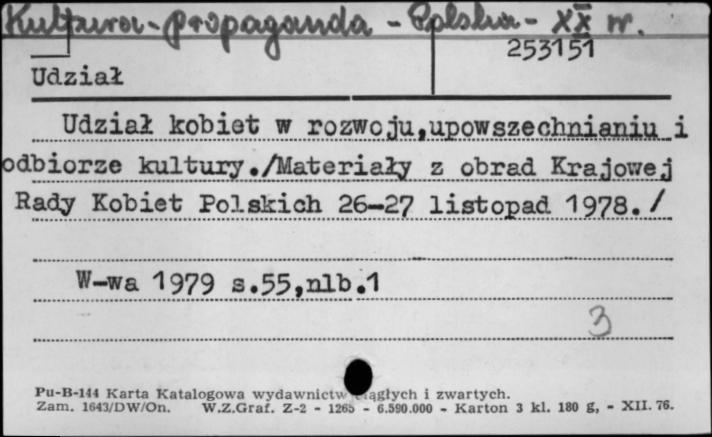 Kultura - propaganda - Polska - XX w.
253151
Udział
Udział kobiet w rozwoju,upowszechnianiu i
odbiorze kultury./Materiały z obrad Krajowej
Rady Kobiet Polskich 26-27 listopad 1978./
W-wa 1979 s.55,nlb.1
3
Pu-B-144 Karta Katalogowa wydawnictw ciągłych i zwartych.
Zam. 1643/DW/On. W.Z.Graf. Z-2 - 1265 - 6.590.000 - Karton 3 kl. 180 g, - XII. 76.